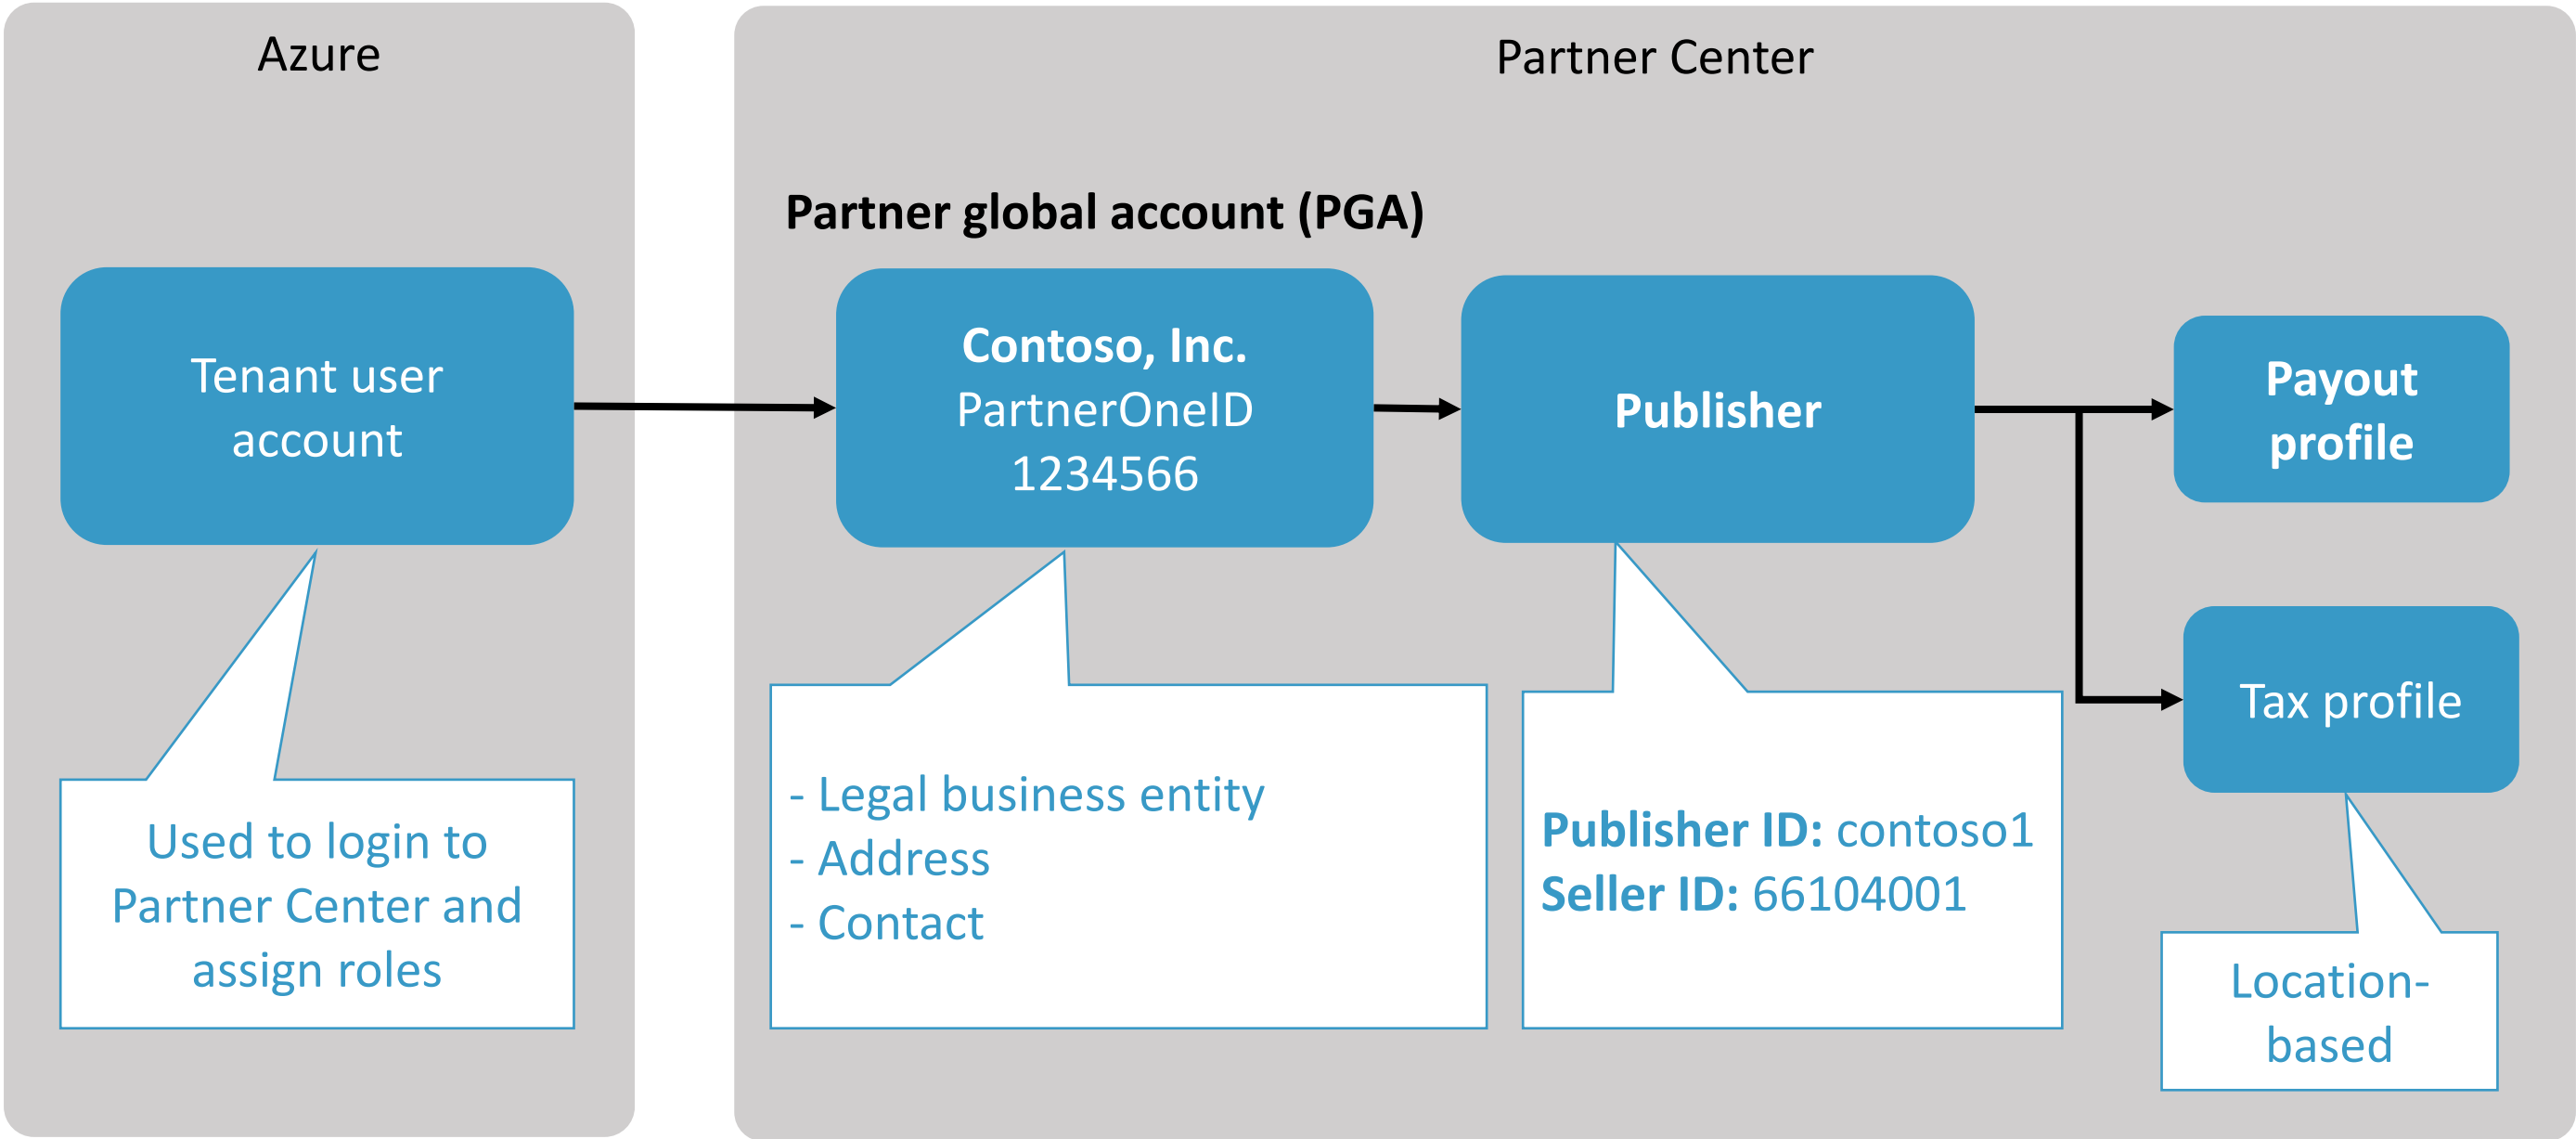 Azure
Partner Center
Partner global account (PGA)
Tenant user
account
Contoso, Inc.
PartnerOneID
1234566
Publisher
Payout
profile
Tax profile
Used to login to
Partner Center and
assign roles
- Legal business entity
- Address
- Contact
Publisher ID: contoso1
Seller ID: 66104001
Location-
based